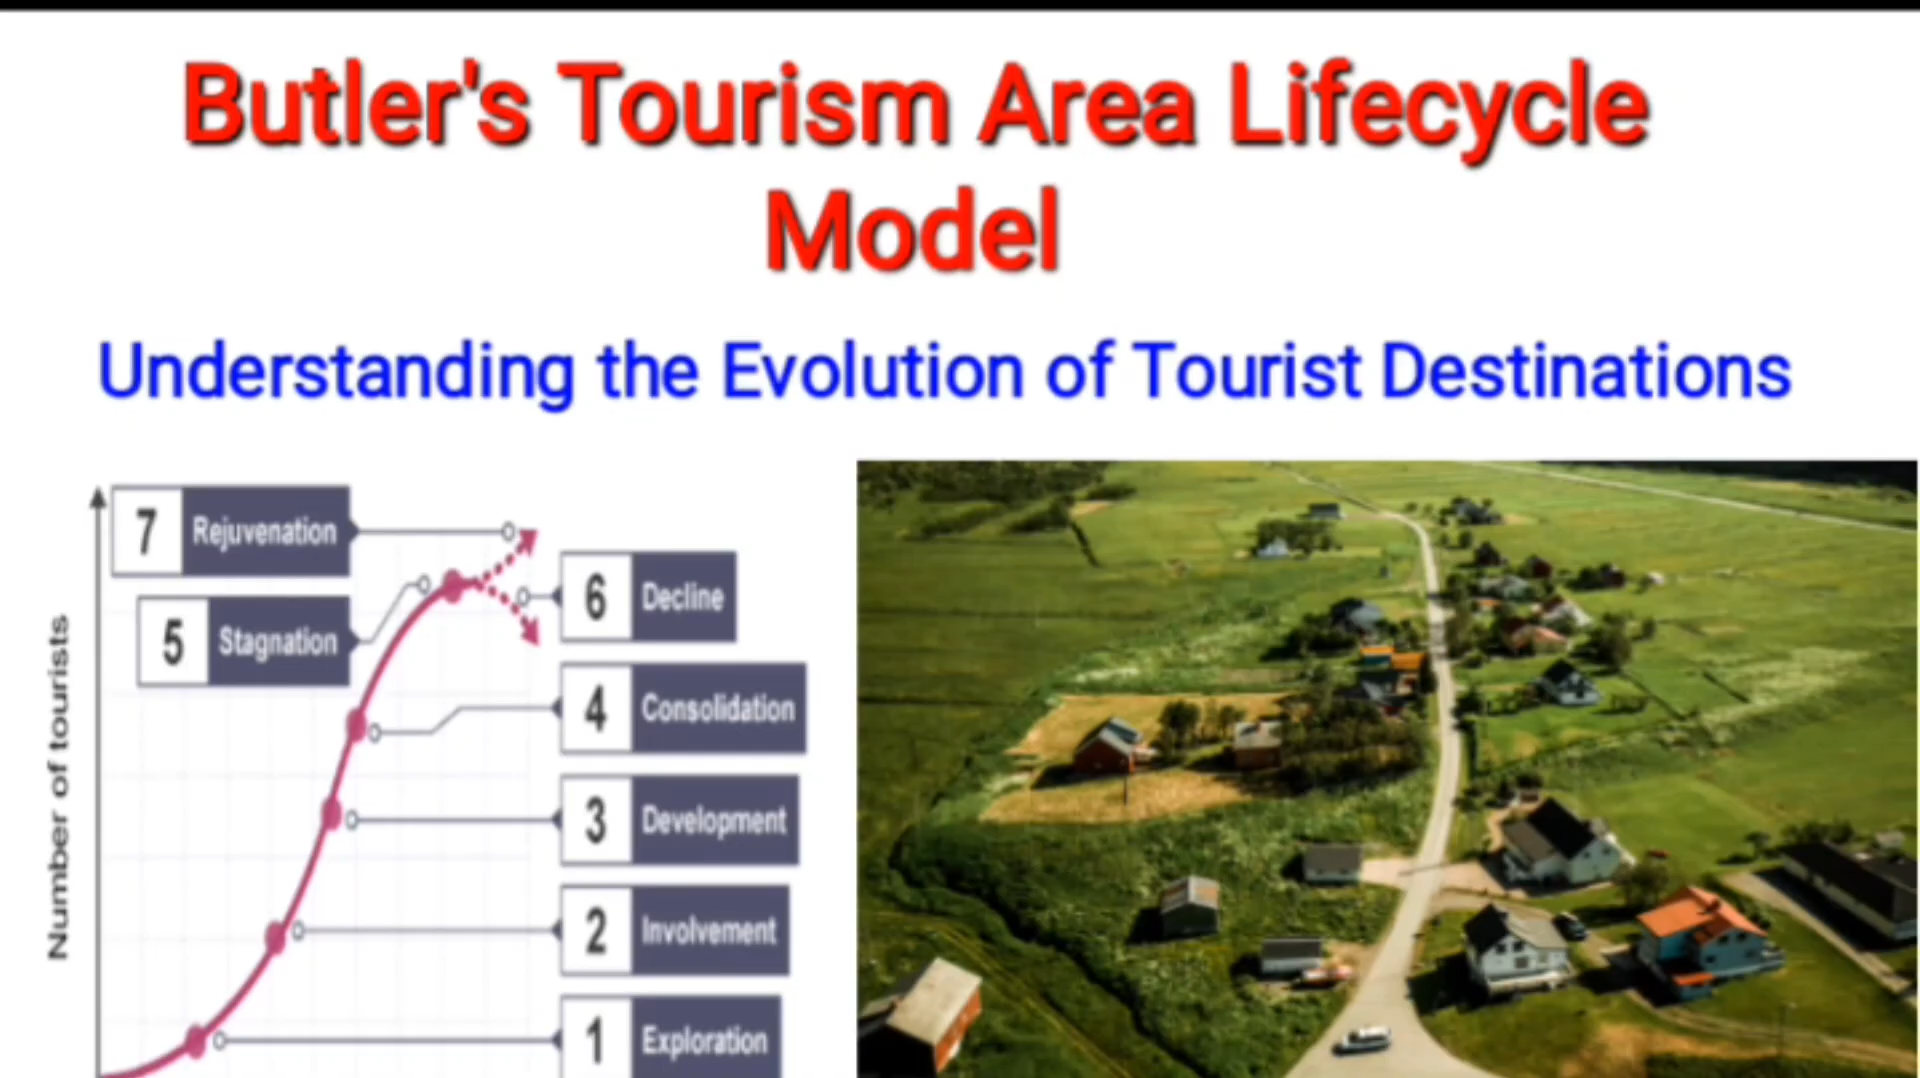 Butler's Tourism Area Lifecycle
Model
Understanding the Evolution of Tourist Destinations
Number of tourists
7 Rejuvenation
6 Decline
5 Stagnation
4 Consolidation
3 Development
2 Involvement
1 Exploration